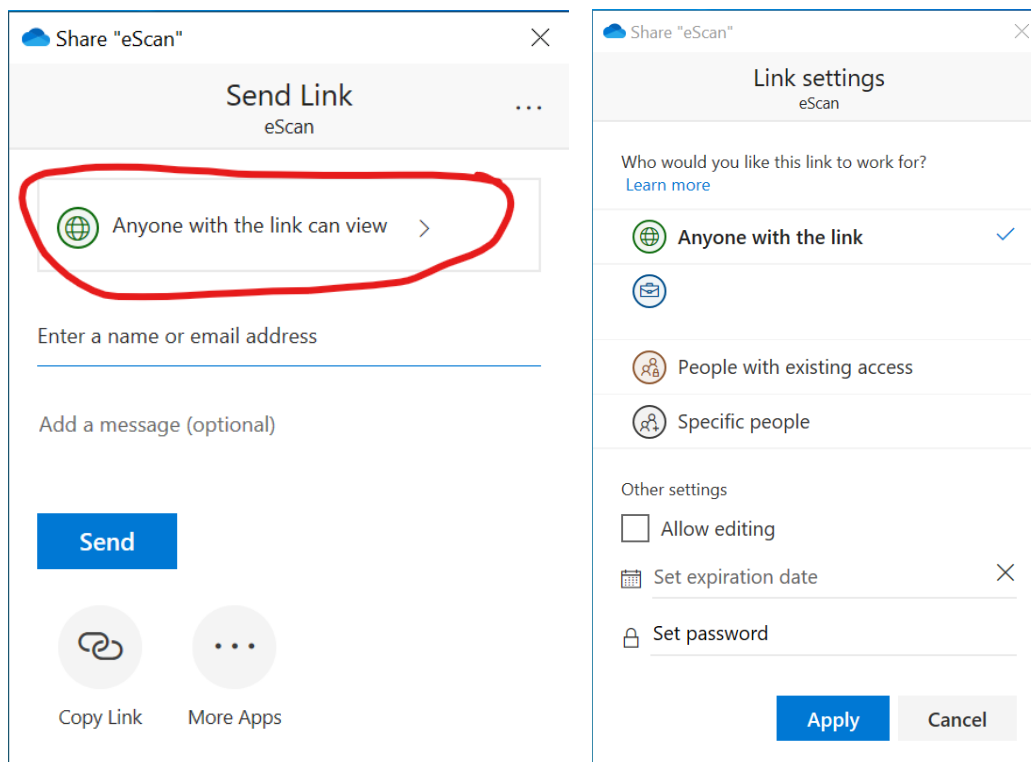 Share "eScan"
Send Link
eScan
Anyone with the link can view
Enter a name or email address
Add a message (optional)
Send
Copy Link
More Apps
Share "eScan"
Link settings
eScan
Who would you like this link to work for?
Learn more
Anyone with the link
People with existing access
Specific people
Other settings
Allow editing
Set expiration date
Set password
Apply
Cancel